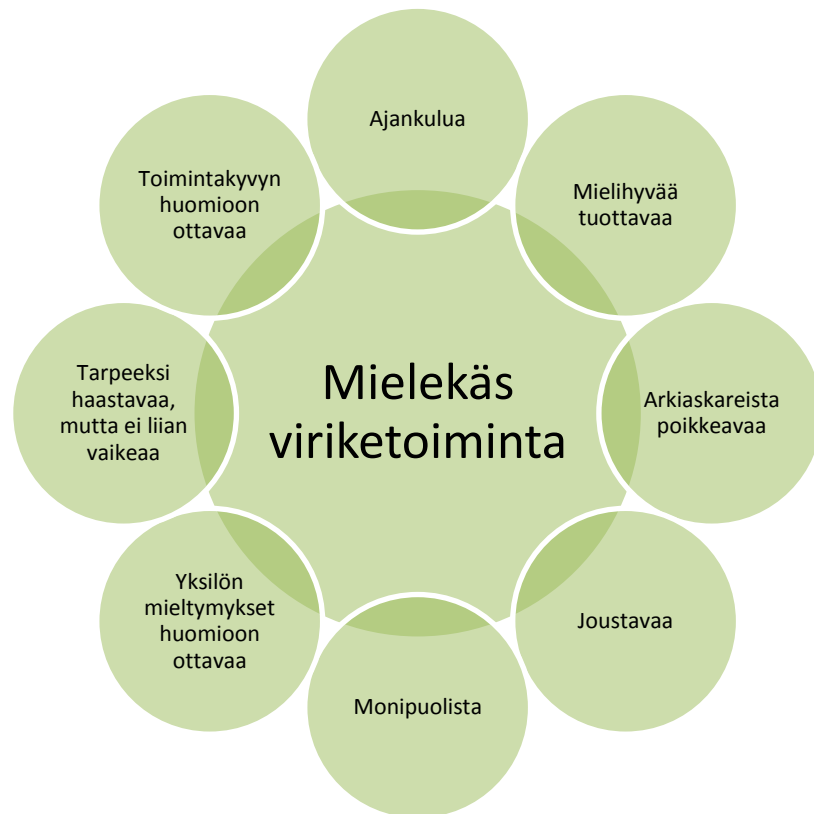 Ajankulua
Mielihyvää
tuottavaa
Arkiaskareista
poikkeavaa
Joustavaa
Monipuolista
Yksilön
mieltymykset
huomioon
ottavaa
Tarpeeksi
haastavaa,
mutta ei liian
vaikeaa
Toimintakyvyn
huomioon
ottavaa
Mielekäs
viriketoiminta